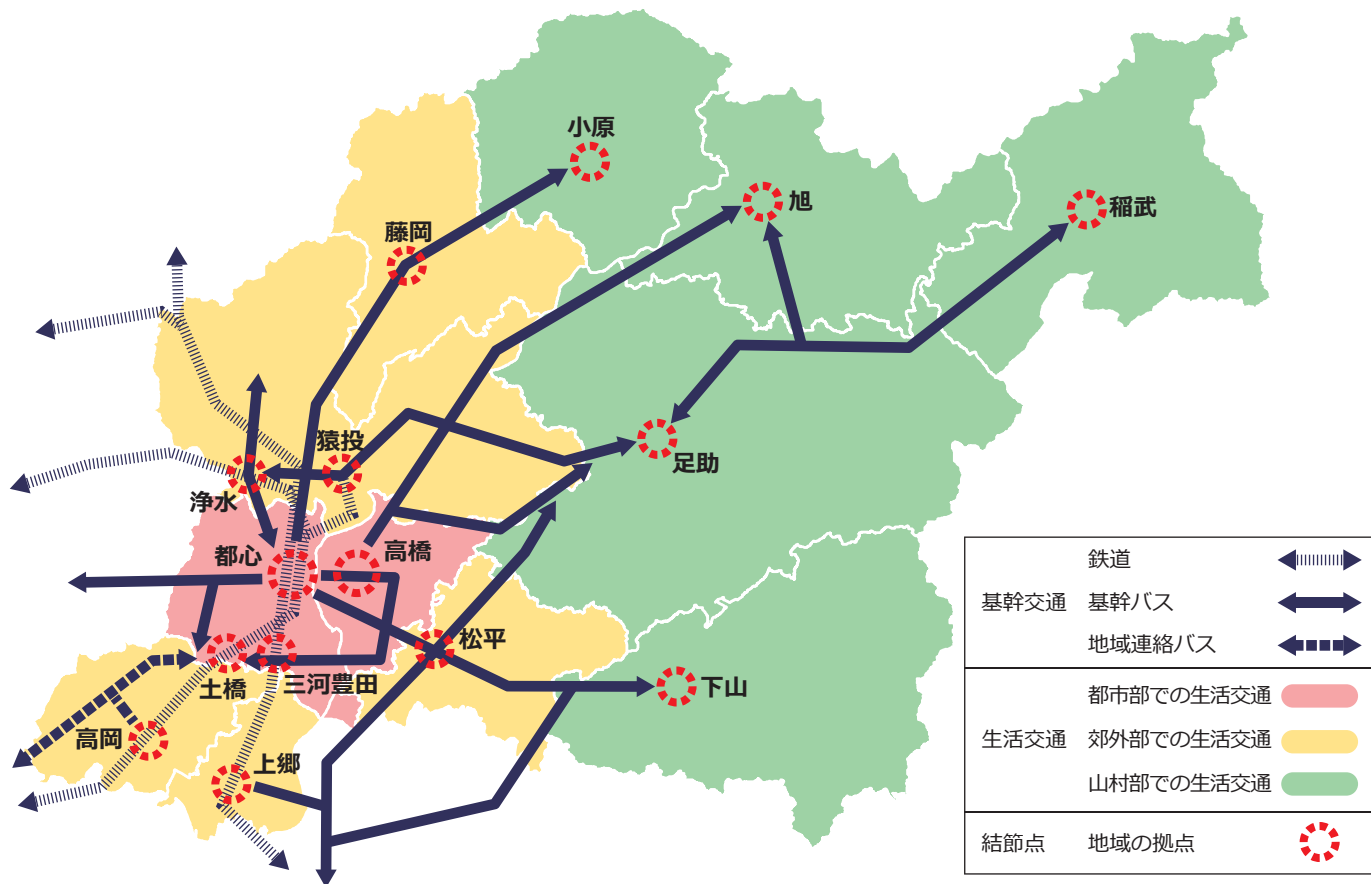 小原
旭
稲武
藤岡
猿投
足助
浄水
都心
高橋
松平
土橋
三河豊田
下山
高岡
上郷
基幹交通
鉄道
基幹バス
地域連絡バス
生活交通
都市部での生活交通
郊外部での生活交通
山村部での生活交通
結節点
地域の拠点